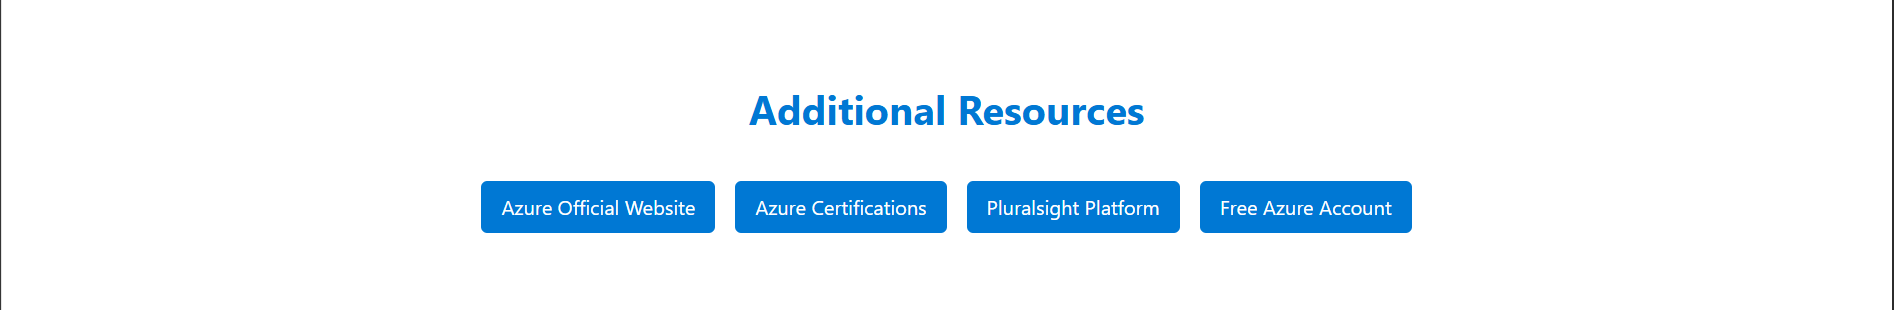 Additional Resources
Azure Official Website
Azure Certifications
Pluralsight Platform
Free Azure Account